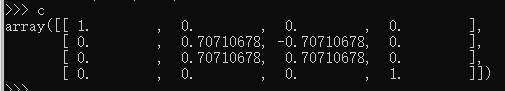 >>> c
array([[ 1.        ,  0.        ,  0.        ,  0.        ],
       [ 0.        ,  0.70710678, -0.70710678,  0.        ],
       [ 0.        ,  0.70710678,  0.70710678,  0.        ],
       [ 0.        ,  0.        ,  0.        ,  1.        ]])
>>>